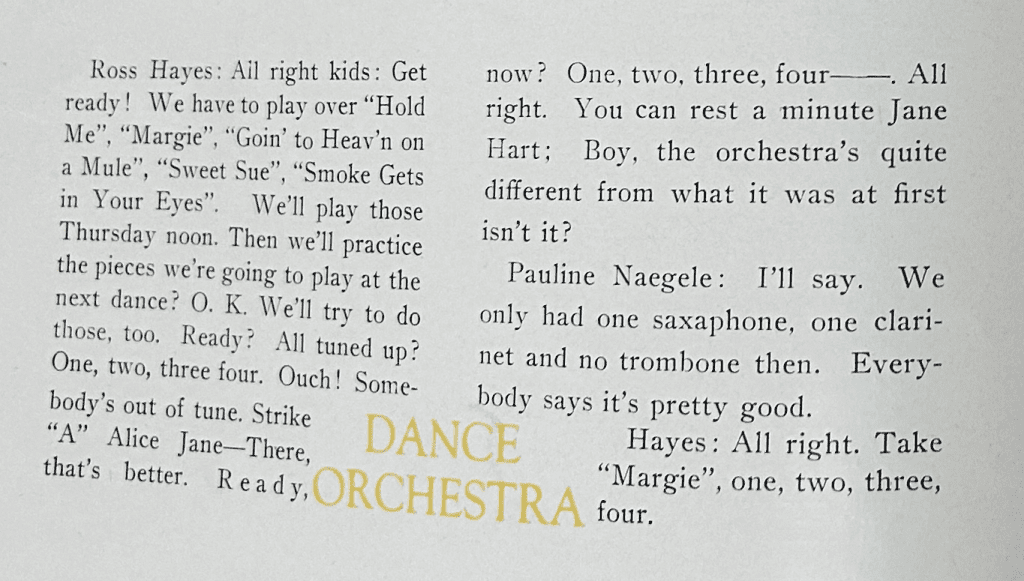 Ross Hayes: All right kids: Get
ready! We have to play over “Hold
Me”, “Margie”, “Goin’ to Heav’n on
a Mule”, “Sweet Sue”, “Smoke Gets
in Your Eyes”. We’ll play those
Thursday noon. Then we’ll practice
the pieces we’re going to play at the
next dance? O. K. We’ll try to do
those, too. Ready? All tuned up?
One, two, three four. Ouch! Some-
body’s out of tune. Strike
“A” Alice Jane—There,
that’s better. Ready,
now? One, two, three, four——. All
right. You can rest a minute Jane
Hart; Boy, the orchestra’s quite
different from what it was at first
isn’t it?
Pauline Naegele: I’ll say. We
only had one saxaphone, one clari-
net and no trombone then. Every-
body says it’s pretty good.
Hayes: All right. Take
“Margie”, one, two, three,
four.
DANCE
ORCHESTRA